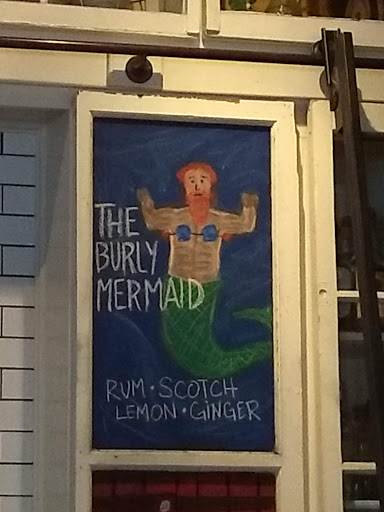 THE
BURLY
MERMAID
RUM · SCOTCH
LEMON · GINGER